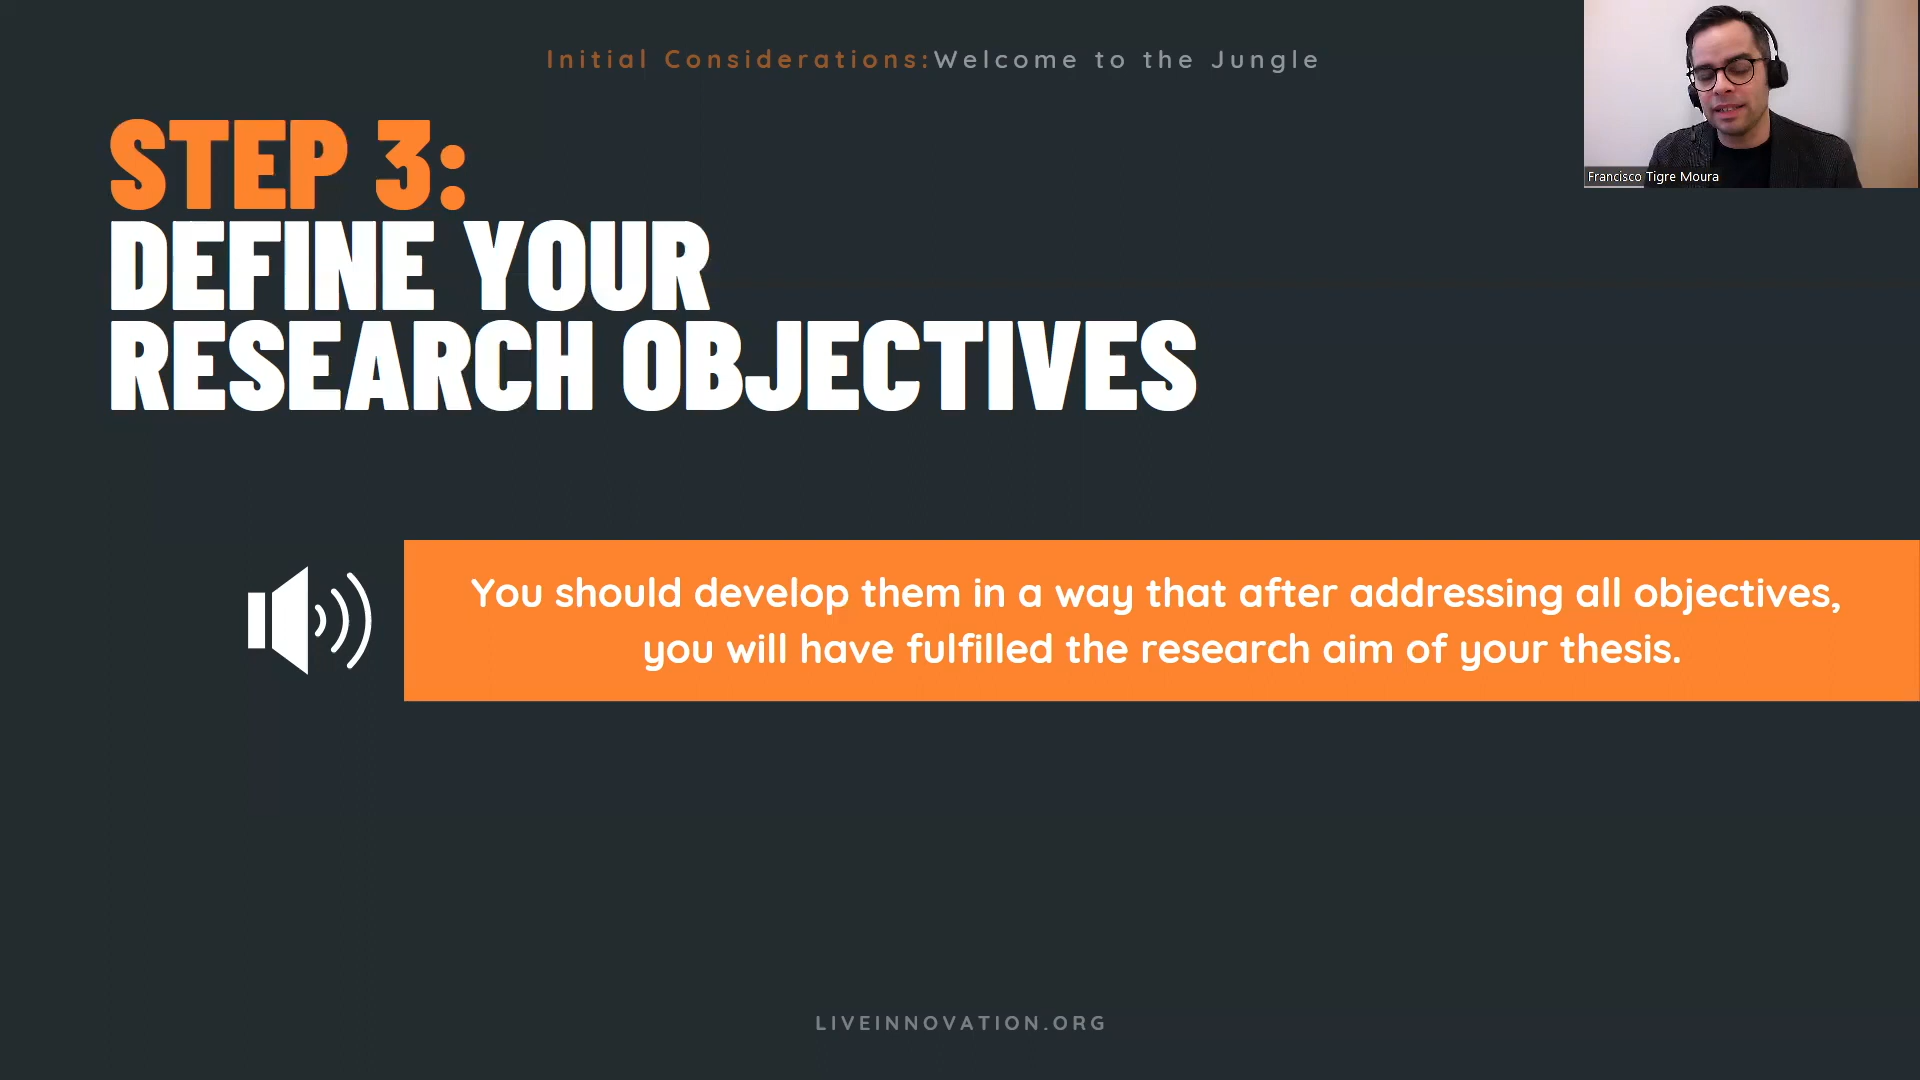 Initial Considerations:Welcome to the Jungle
STEP 3:
DEFINE YOUR
RESEARCH OBJECTIVES
Francisco Tigre Moura
You should develop them in a way that after addressing all objectives,
you will have fulfilled the research aim of your thesis.
LIVEINNOVATION.ORG